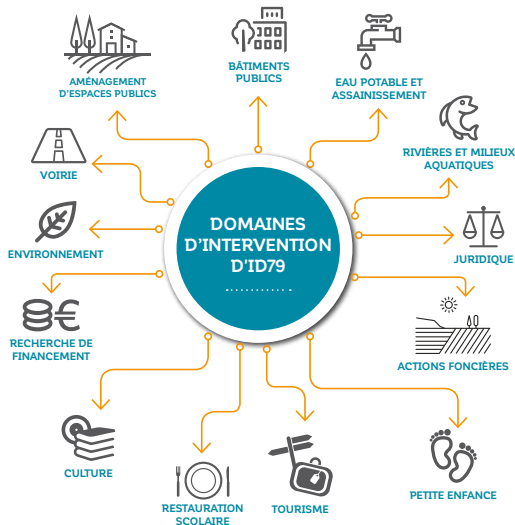 AMÉNAGEMENT
D'ESPACES PUBLICS
BÂTIMENTS
PUBLICS
EAU POTABLE ET
ASSAINISSEMENT
RIVIÈRES ET MILIEUX
AQUATIQUES
VOIRIE
ENVIRONNEMENT
DOMAINES
D'INTERVENTION
D'ID79
JURIDIQUE
RECHERCHE DE
FINANCEMENT
ACTIONS FONCIÈRES
CULTURE
RESTAURATION
SCOLAIRE
TOURISME
PETITE ENFANCE